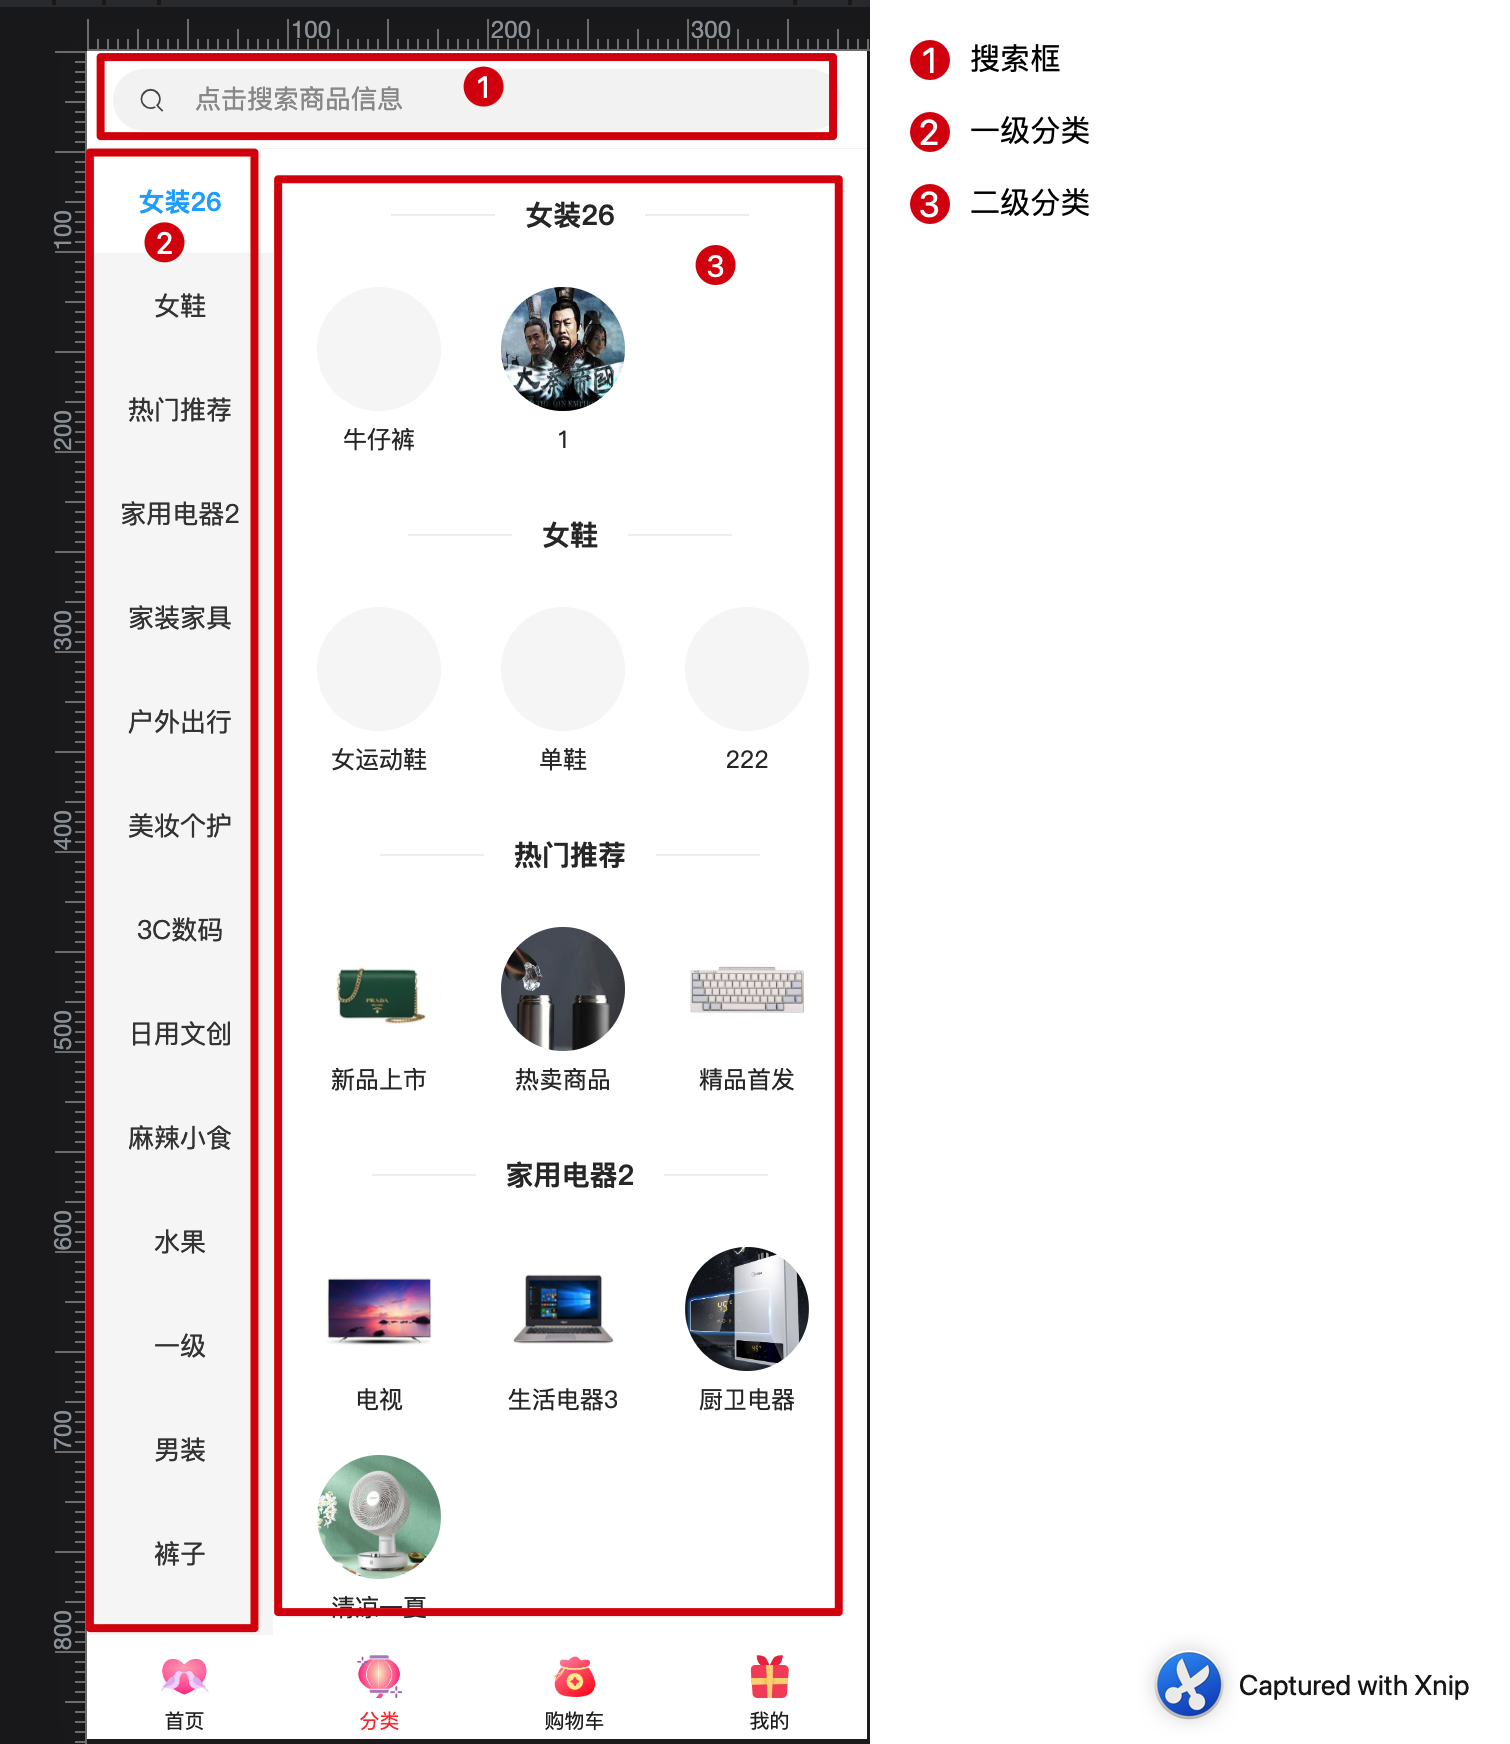 100
200
300
点击搜索商品信息
1
1 搜索框
2 一级分类
3 二级分类
女装26
2
女鞋
热门推荐
家用电器2
家装家具
户外出行
美妆个护
3C数码
日用文创
麻辣小食
水果
一级
男装
裤子
100
200
300
400
500
600
700
800
女装26
3
大秦帝國
牛仔裤
1
女鞋
女运动鞋
单鞋
222
热门推荐
PRADA
新品上市
热卖商品
精品首发
家用电器2
电视
生活电器3
厨卫电器
清凉一夏
首页
分类
购物车
我的
Captured with Xnip